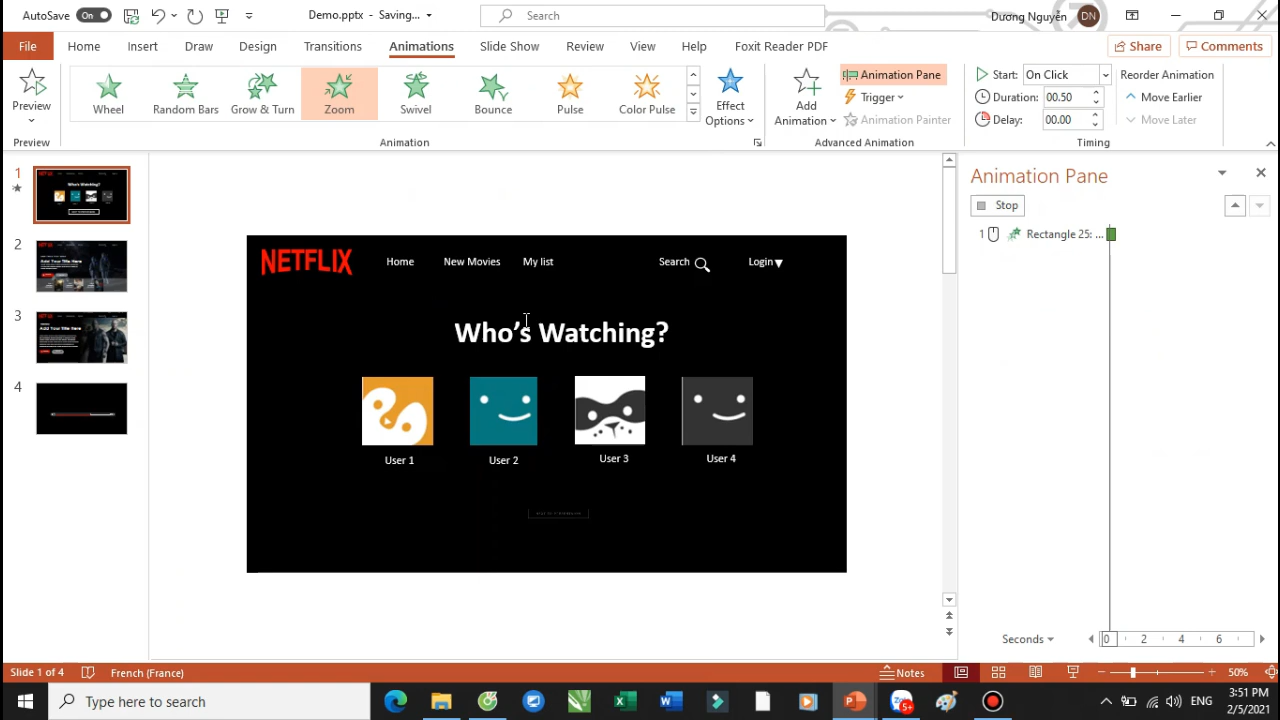 AutoSave On Demo.pptx - Saving... Search Dương Nguyễn DN
File Home Insert Draw Design Transitions Animations Slide Show Review View Help Foxit Reader PDF Share Comments
Preview Wheel Random Bars Grow & Turn Zoom Swivel Bounce Pulse Color Pulse Effect Options Add Animation Animation Pane Trigger Animation Painter Start: On Click Duration: 00.50 Delay: 00.00 Reorder Animation Move Earlier Move Later
Preview Animation Advanced Animation Timing
1
2
3
4
NETFLIX Home New Movies My list Search Login
Who's Watching?
User 1 User 2 User 3 User 4
Animation Pane
Stop
1 Rectangle 25: ...
Seconds 0 2 4 6
Slide 1 of 4 French (France) Notes 50%
Type here to search 5+ ENG 3:51 PM
2/5/2021